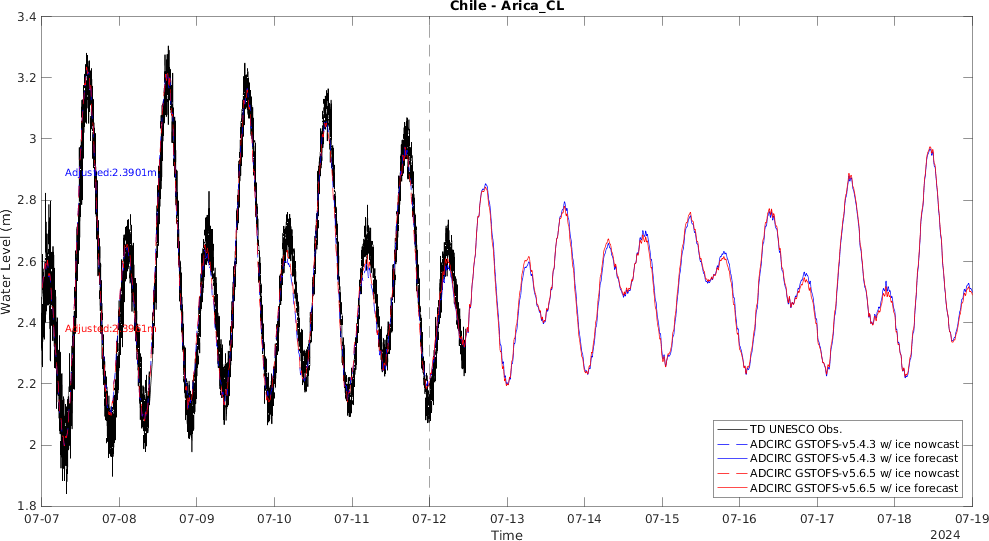 Chile - Arica_CL
3.4
3.2
3
2.8
2.6
2.4
2.2
2
1.8
Water Level (m)
Adjusted:2.3901m
Adjusted:2.3961m
TD UNESCO Obs.
ADCIRC GSTOFS-v5.4.3 w/ ice nowcast
ADCIRC GSTOFS-v5.4.3 w/ ice forecast
ADCIRC GSTOFS-v5.6.5 w/ ice nowcast
ADCIRC GSTOFS-v5.6.5 w/ ice forecast
07-07 07-08 07-09 07-10 07-11 07-12 07-13 07-14 07-15 07-16 07-17 07-18 07-19
Time
2024